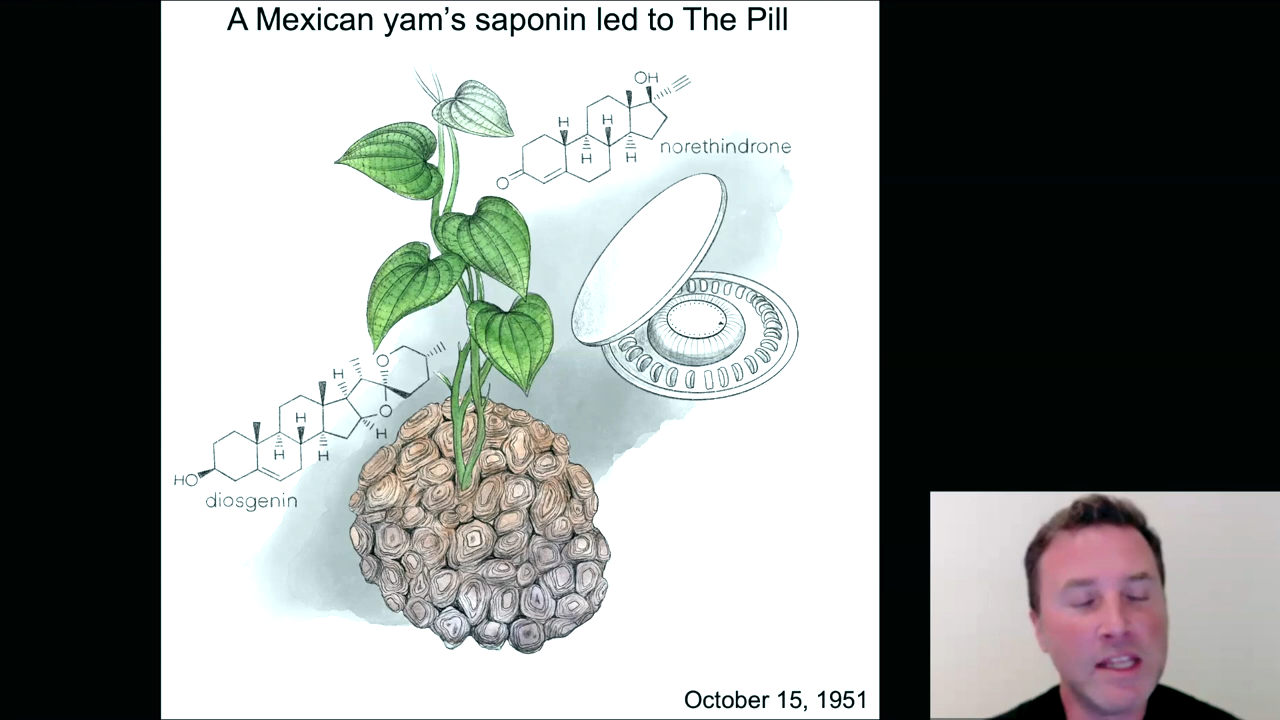 A Mexican yam's saponin led to The Pill
OH
H
H
H
H
O
norethindrone
O
H
O
H
H
H
H
HO
diosgenin
October 15, 1951